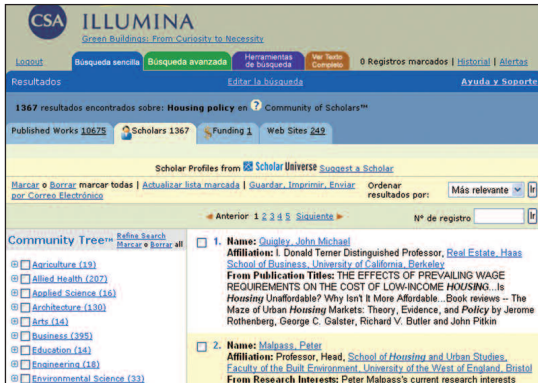 CSA ILLUMINA
Green Buildings: From Curiosity to Necessity
Logout Búsqueda sencilla Búsqueda avanzada Herramientas de búsqueda Ver Texto Completo 0 Registros marcados | Historial | Alertas
Resultados Editar la búsqueda Ayuda y Soporte
1367 resultados encontrados sobre: Housing policy en ? Community of Scholars™
Published Works 10675 Scholars 1367 Funding 1 Web Sites 249
Scholar Profiles from Scholar Universe Suggest a Scholar
Marcar o Borrar marcar todas | Actualizar lista marcada | Guardar, Imprimir, Enviar por Correo Electrónico Ordenar resultados por: Más relevante Ir
Anterior 1 2 3 4 5 Siguiente Nº de registro Ir
Community Tree™ Refine Search
Marcar o Borrar all
Agriculture (19)
Allied Health (207)
Applied Science (16)
Architecture (130)
Arts (14)
Business (395)
Education (14)
Engineering (18)
Environmental Science (33)
1. Name: Quigley, John Michael
Affiliation: I. Donald Terner Distinguished Professor, Real Estate, Haas
School of Business, University of California, Berkeley
From Publication Titles: THE EFFECTS OF PREVAILING WAGE
REQUIREMENTS ON THE COST OF LOW-INCOME HOUSING...Is
Housing Unaffordable? Why Isn't It More Affordable...Book reviews -- The
Maze of Urban Housing Markets: Theory, Evidence, and Policy by Jerome
Rothenberg, George C. Galster, Richard V. Butler and John Pitkin
2. Name: Malpass, Peter
Affiliation: Professor, Head, School of Housing and Urban Studies,
Faculty of the Built Environment, University of the West of England, Bristol
From Research Interests: Peter Malpass's current research interests